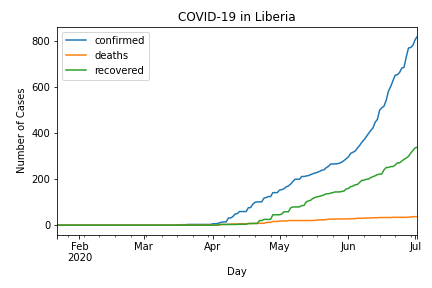 COVID-19 in Liberia
confirmed
deaths
recovered
Number of Cases
800
600
400
200
0
Feb
2020
Mar
Apr
May
Jun
Jul
Day